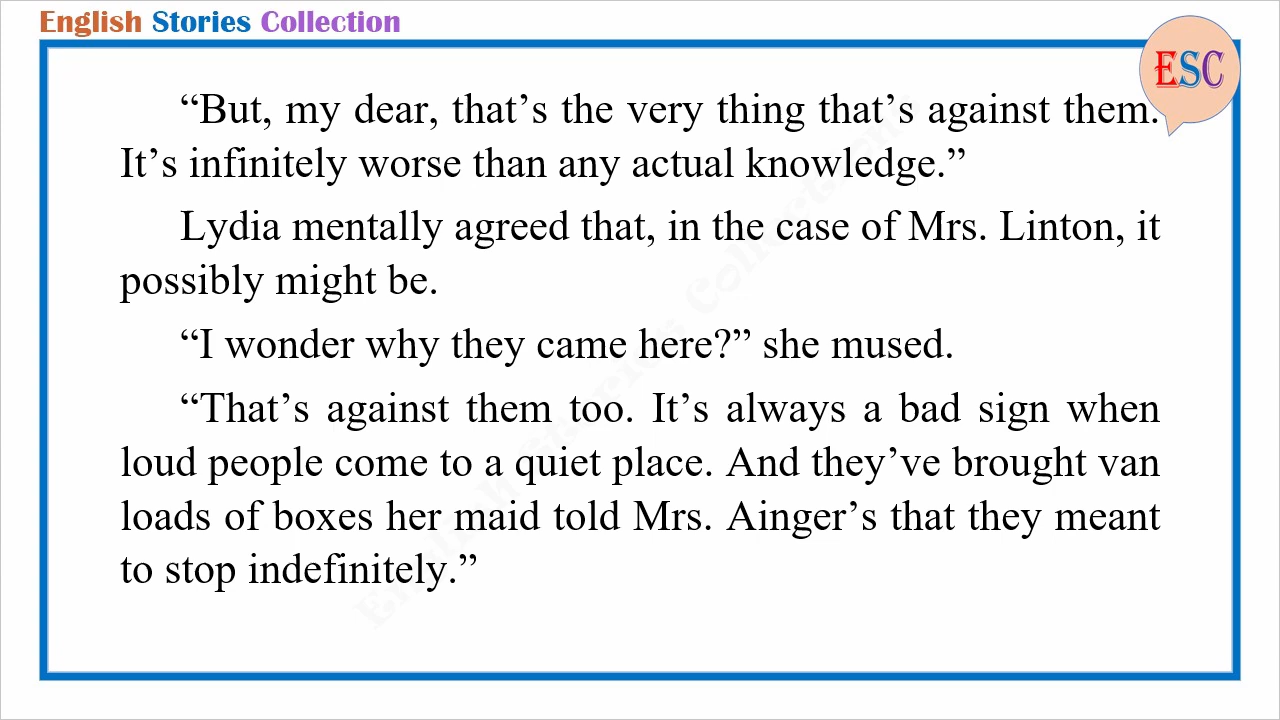 English Stories Collection
ESC
“But, my dear, that’s the very thing that’s against them.
It’s infinitely worse than any actual knowledge.”
Lydia mentally agreed that, in the case of Mrs. Linton, it
possibly might be.
“I wonder why they came here?” she mused.
“That’s against them too. It’s always a bad sign when
loud people come to a quiet place. And they’ve brought van
loads of boxes her maid told Mrs. Ainger’s that they meant
to stop indefinitely.”
English Stories Collection